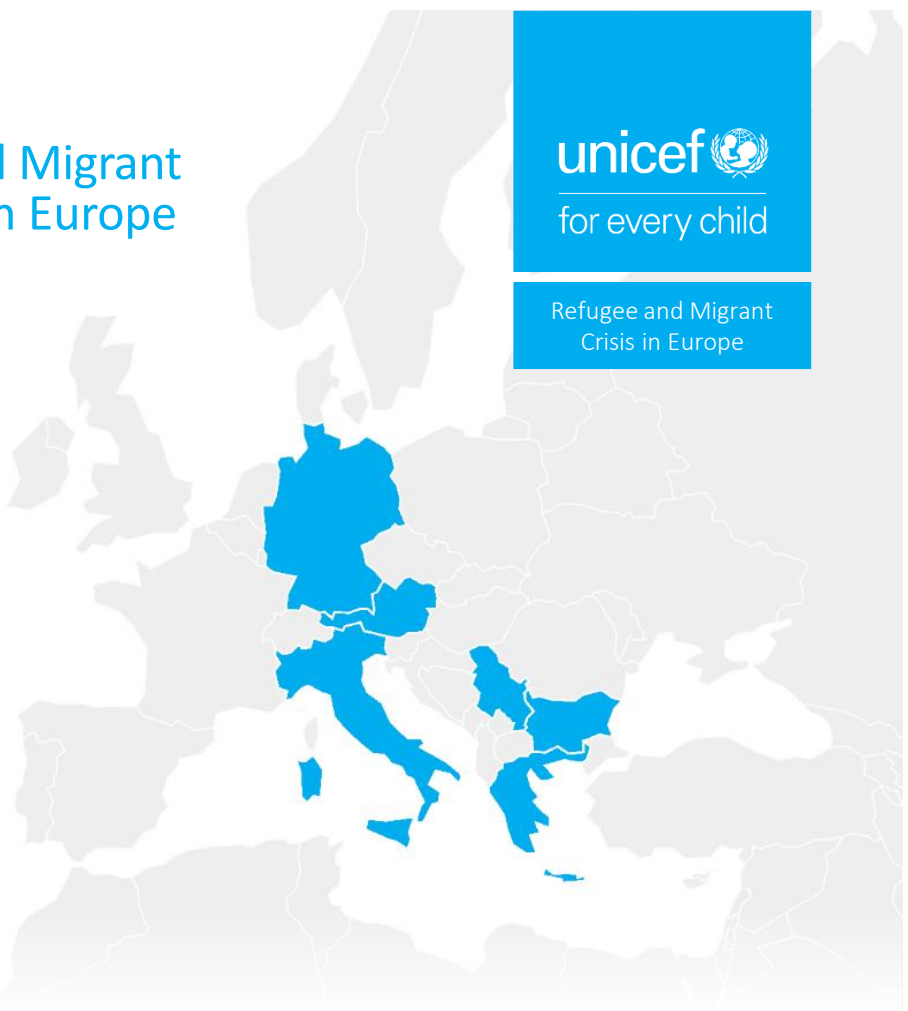 d Migrant
n Europe
unicef
for every child
Refugee and Migrant
Crisis in Europe